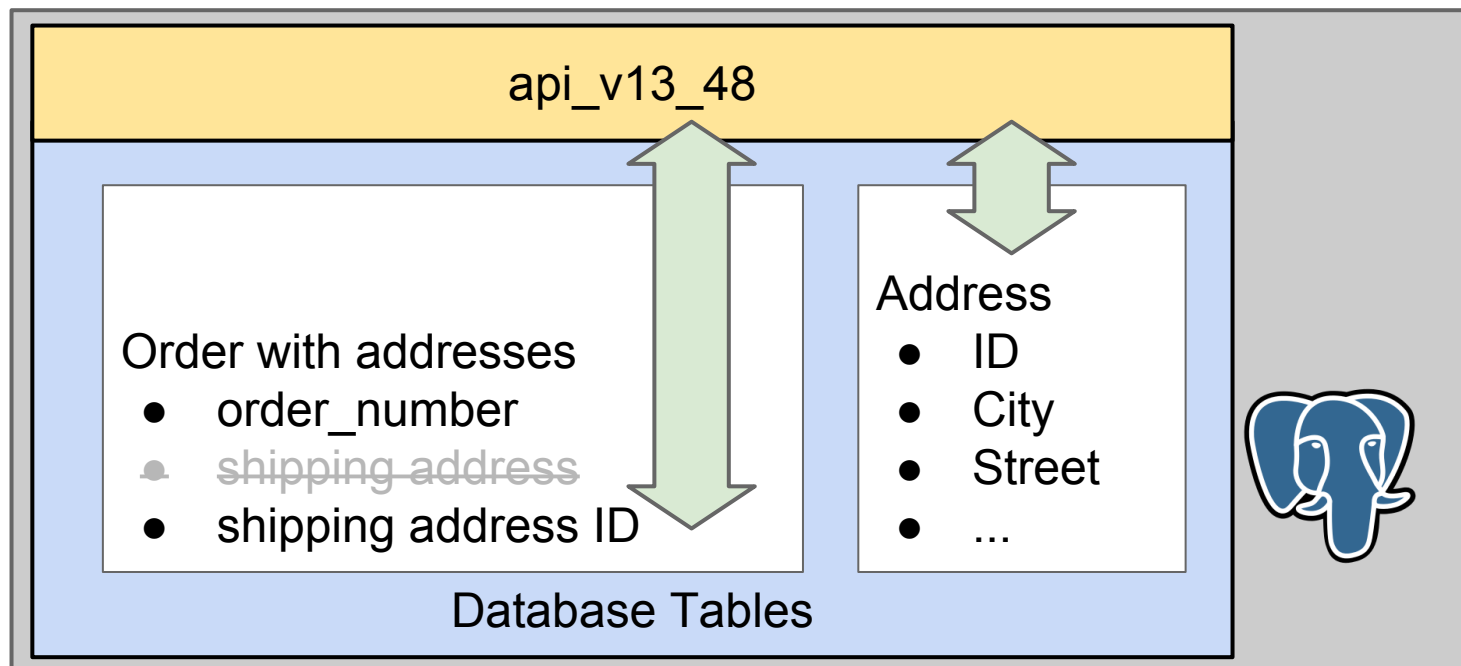 api_v13_48
Order with addresses
● order_number
● shipping address
● shipping address ID
Address
● ID
● City
● Street
● ...
Database Tables